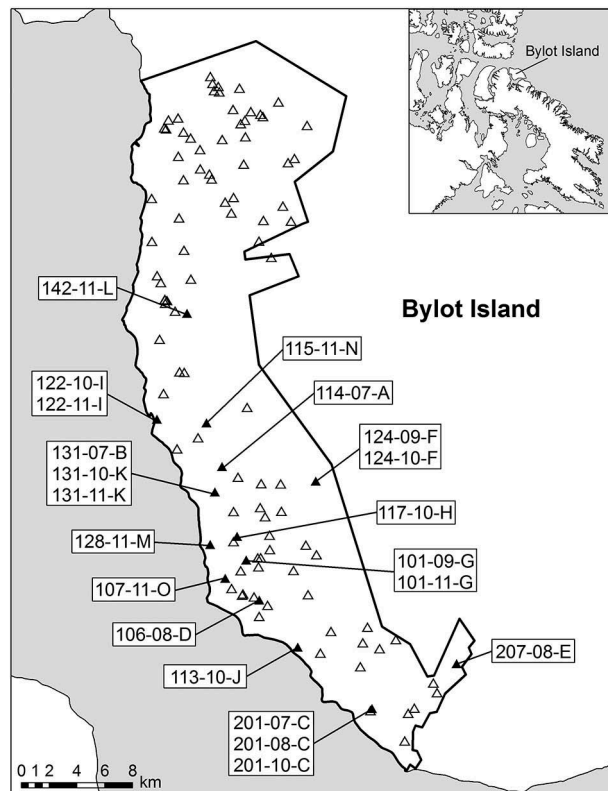 Bylot Island
Bylot Island
142-11-L
115-11-N
122-10-I
122-11-I
114-07-A
131-07-B
131-10-K
131-11-K
124-09-F
124-10-F
117-10-H
128-11-M
101-09-G
101-11-G
107-11-O
106-08-D
113-10-J
207-08-E
201-07-C
201-08-C
201-10-C
0 1 2 4 6 8
km